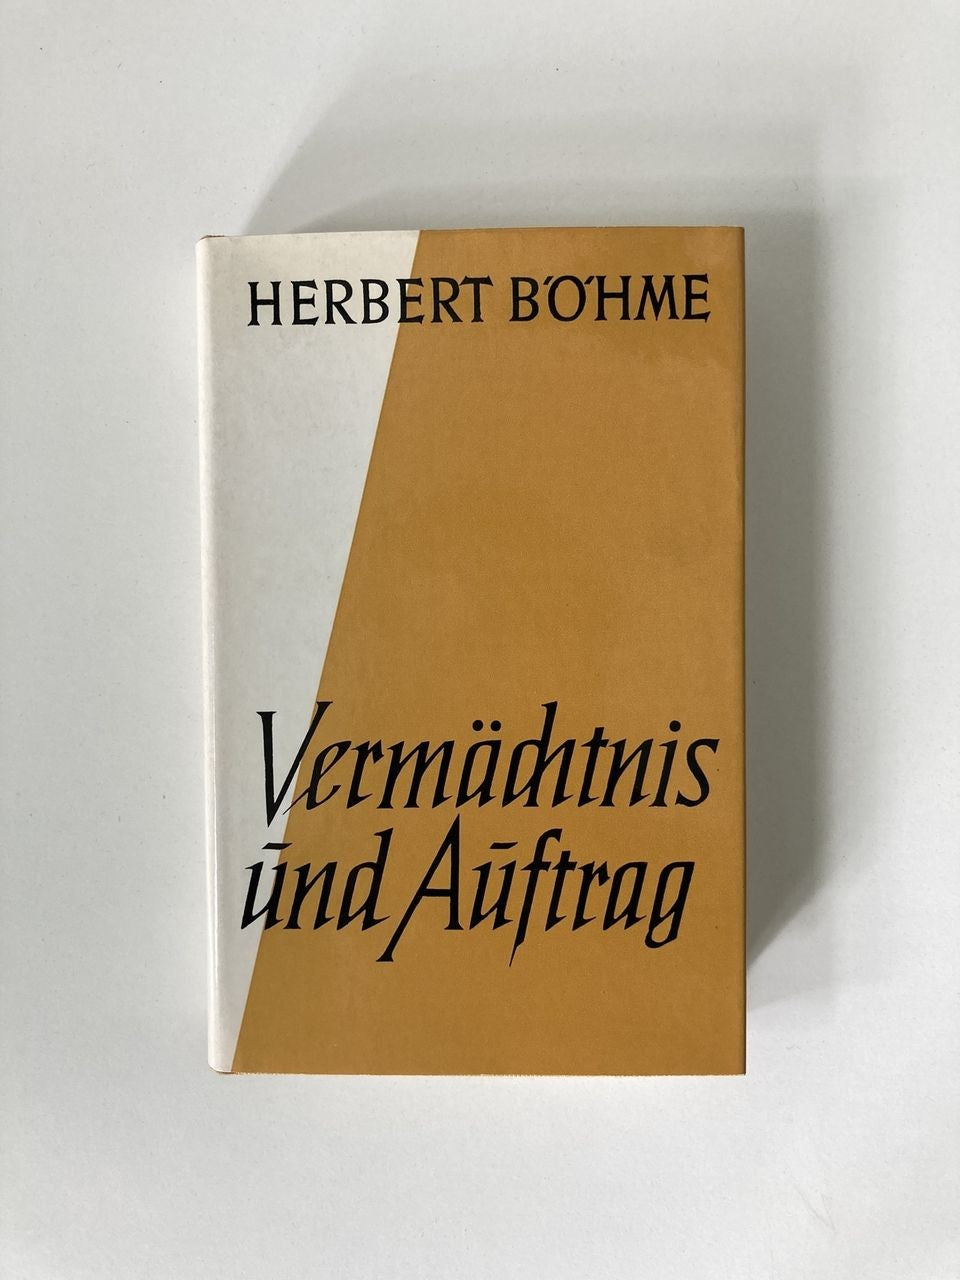 HERBERT BÖHME
Vermächtnis
und Auftrag